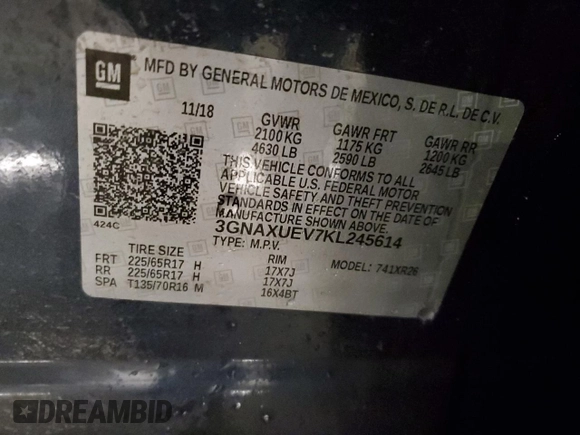 GM
MFD BY GENERAL MOTORS DE MEXICO, S. DE R.L. DE C.V.
11/18 GVWR GAWR FRT GAWR RR
2100 KG 1175 KG 1200 KG
4630 LB 2590 LB 2645 LB
THIS VEHICLE CONFORMS TO ALL
APPLICABLE U.S. FEDERAL MOTOR
VEHICLE SAFETY AND THEFT PREVENTION
STANDARDS IN EFFECT ON THE DATE OF
MANUFACTURE SHOWN ABOVE.
424C
3GNAXUEV7KL245614
TYPE: M.P.V. MODEL: 741XR26
TIRE SIZE RIM
FRT 225/65R17 H 17X7J
RR 225/65R17 H 17X7J
SPA T135/70R16 M 16X4BT
DREAMBID